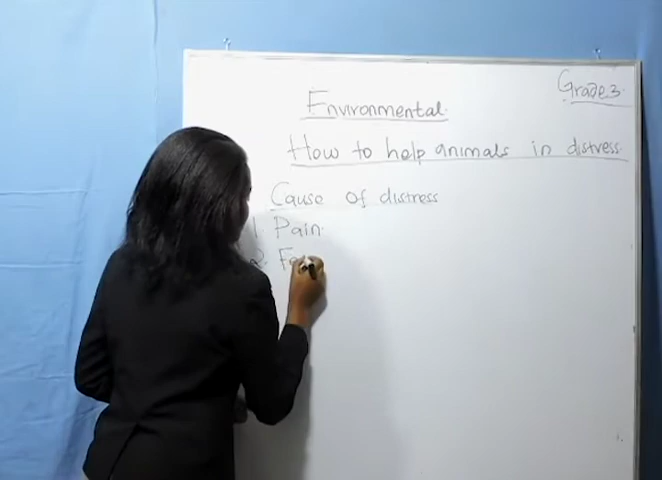 Grade 3.
Environmental.
How to help animals in distress.
Cause of distress
1. Pain.
2.